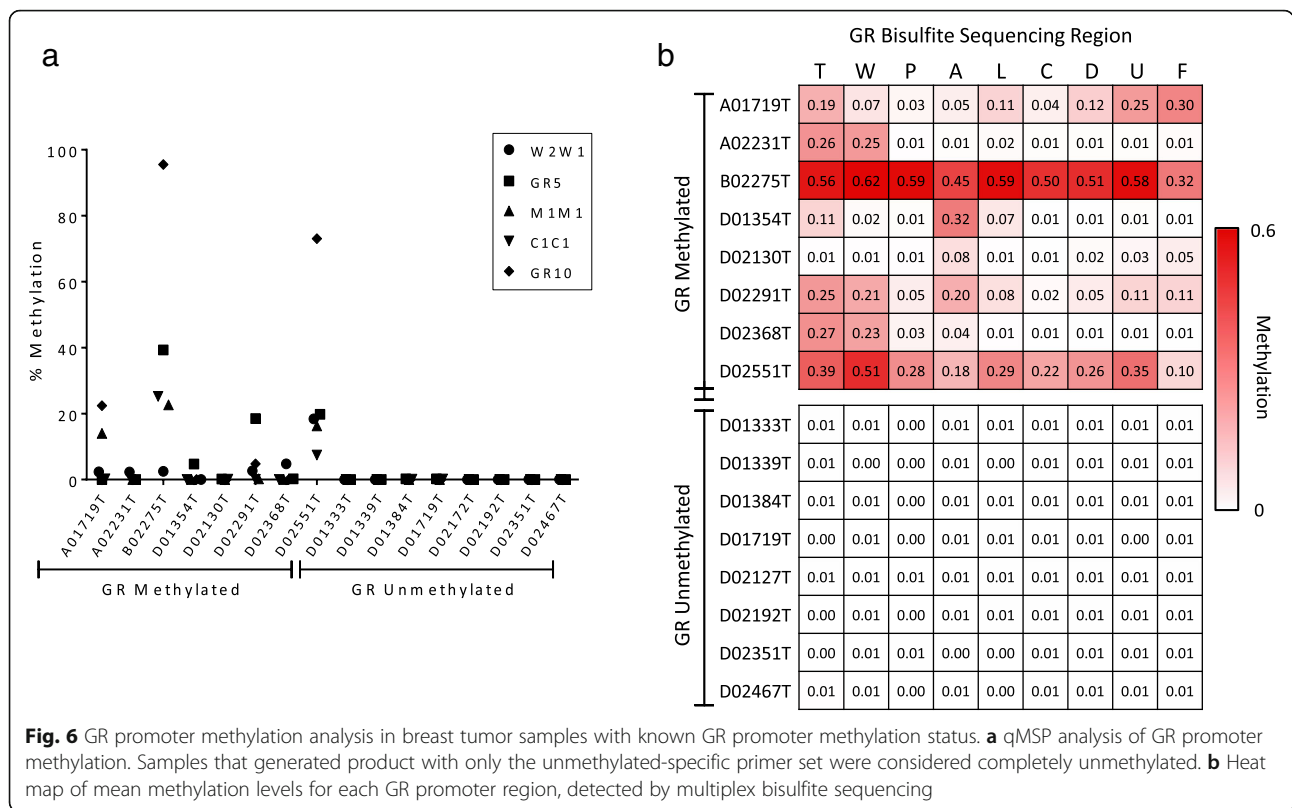 a
% Methylation
100
80
60
40
20
0
W2W1
GR5
M1M1
C1C1
GR10
A01719T
A02231T
B02275T
D01354T
D02130T
D02291T
D02368T
D02551T
D01333T
D01339T
D01384T
D01719T
D02172T
D02192T
D02351T
D02467T
GR Methylated
GR Unmethylated
b
GR Bisulfite Sequencing Region
T W P A L C D U F
GR Methylated
A01719T 0.19 0.07 0.03 0.05 0.11 0.04 0.12 0.25 0.30
A02231T 0.26 0.25 0.01 0.01 0.02 0.01 0.01 0.01 0.01
B02275T 0.56 0.62 0.59 0.45 0.59 0.50 0.51 0.58 0.32
D01354T 0.11 0.02 0.01 0.32 0.07 0.01 0.01 0.01 0.01
D02130T 0.01 0.01 0.01 0.08 0.01 0.01 0.02 0.03 0.05
D02291T 0.25 0.21 0.05 0.20 0.08 0.02 0.05 0.11 0.11
D02368T 0.27 0.23 0.03 0.04 0.01 0.01 0.01 0.01 0.01
D02551T 0.39 0.51 0.28 0.18 0.29 0.22 0.26 0.35 0.10
GR Unmethylated
D01333T 0.01 0.01 0.00 0.01 0.01 0.01 0.01 0.01 0.01
D01339T 0.01 0.00 0.00 0.01 0.00 0.01 0.01 0.01 0.01
D01384T 0.01 0.01 0.00 0.01 0.01 0.01 0.01 0.01 0.01
D01719T 0.00 0.01 0.00 0.01 0.01 0.01 0.01 0.00 0.01
D02127T 0.01 0.01 0.01 0.01 0.01 0.01 0.01 0.01 0.01
D02192T 0.00 0.01 0.00 0.01 0.01 0.01 0.01 0.01 0.01
D02351T 0.00 0.01 0.01 0.00 0.00 0.01 0.01 0.01 0.01
D02467T 0.01 0.01 0.00 0.01 0.00 0.01 0.01 0.01 0.01
0.6
0
Methylation
Fig. 6 GR promoter methylation analysis in breast tumor samples with known GR promoter methylation status. a qMSP analysis of GR promoter
methylation. Samples that generated product with only the unmethylated-specific primer set were considered completely unmethylated. b Heat
map of mean methylation levels for each GR promoter region, detected by multiplex bisulfite sequencing